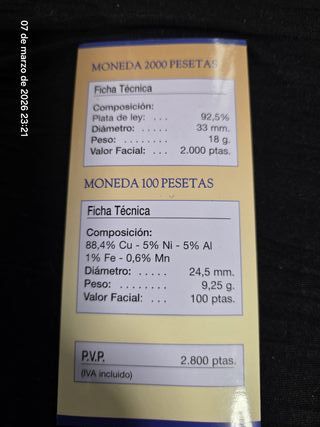 07 de marzo de 2026 23:21
MONEDA 2000 PESETAS
Ficha Técnica
Composición:
Plata de ley: . . . 92,5%
Diámetro: . . . . . 33 mm.
Peso: . . . . . . . . 18 g.
Valor Facial: . . . 2.000 ptas.
MONEDA 100 PESETAS
Ficha Técnica
Composición:
88,4% Cu - 5% Ni - 5% Al
1% Fe - 0,6% Mn
Diámetro: . . . . . 24,5 mm.
Peso: . . . . . . . . 9,25 g.
Valor Facial: . . . 100 ptas.
P.V.P. 2.800 ptas.
(IVA incluido)